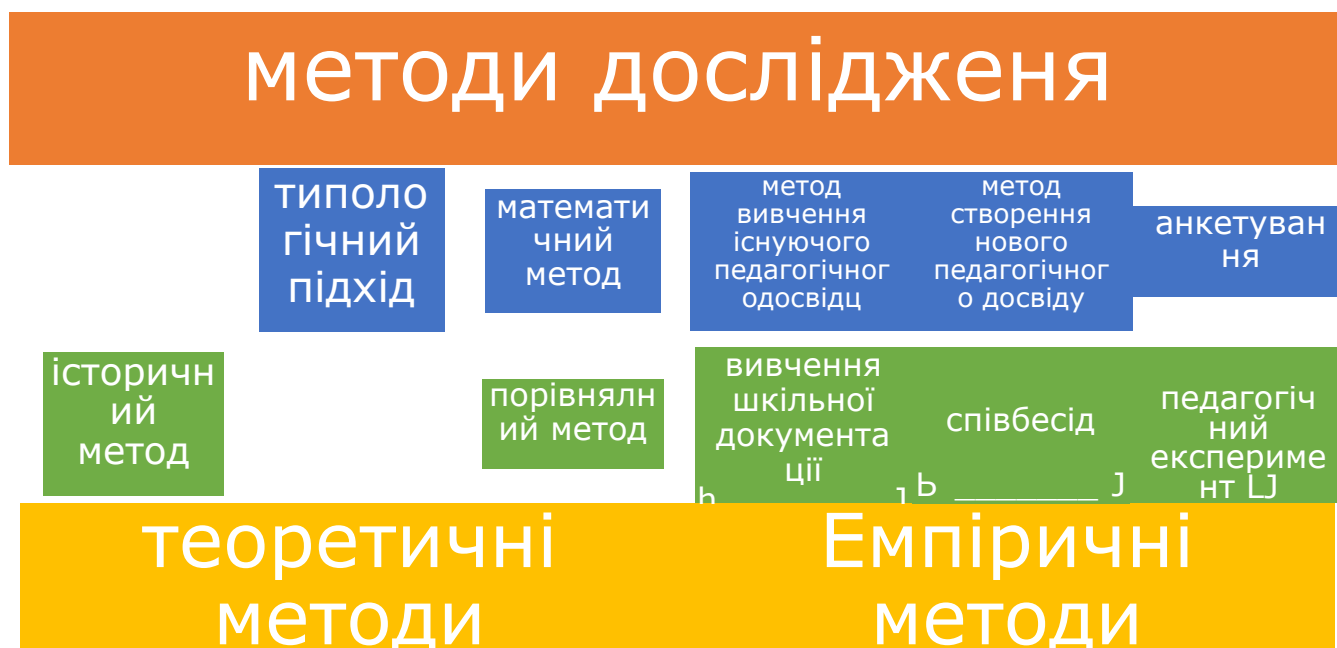 методи дослідженя
типоло
гічний
підхід
математи
чний
метод
метод
вивчення
існуючого
педагогічног
одосвідц
метод
створення
нового
педагогічног
о досвіду
анкетуван
ня
історичн
ий
метод
порівнялн
ий метод
вивчення
шкільної
документа
ції
співбесід
Ь _______ J
педагогіч
ний
експериме
нт LJ
теоретичні
методи
Емпіричні
методи